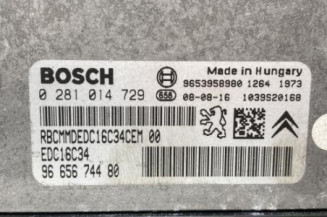 BOSCH
Made in Hungary
9653958980 1264 1973
0 281 014 729
658 08-08-16 1039S20168
RBCMMDEDC16C34CEM 00
EDC16C34
96 656 744 80